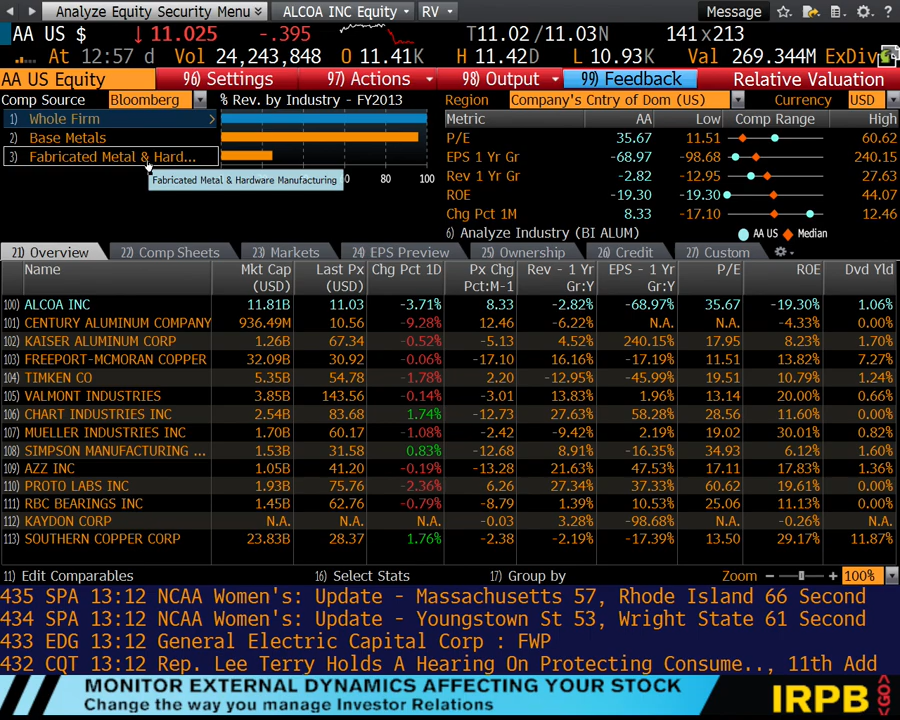 Analyze Equity Security Menu ALCOA INC Equity RV Message ?
AA US $ ↓ 11.025 -.395 T11.02/11.03N 141x213
At 12:57 d Vol 24,243,848 O 11.41K H 11.42D L 10.93K Val 269.344M ExDiv
AA US Equity 96) Settings 97) Actions 98) Output 99) Feedback Relative Valuation
Comp Source Bloomberg % Rev. by Industry - FY2013 Region Company's Cntry of Dom (US) Currency USD
1) Whole Firm
2) Base Metals
3) Fabricated Metal & Hard...
Fabricated Metal & Hardware Manufacturing
0 80 100
Metric AA Low Comp Range High
P/E 35.67 11.51 60.62
EPS 1 Yr Gr -68.97 -98.68 240.15
Rev 1 Yr Gr -2.82 -12.95 27.63
ROE -19.30 -19.30 44.07
Chg Pct 1M 8.33 -17.10 12.46
6) Analyze Industry (BI ALUM) AA US Median
21) Overview 22) Comp Sheets 23) Markets 24) EPS Preview 25) Ownership 26) Credit 27) Custom
Name Mkt Cap (USD) Last Px (USD) Chg Pct 1D Px Chg Pct:M-1 Rev - 1 Yr Gr:Y EPS - 1 Yr Gr:Y P/E ROE Dvd Yld
100) ALCOA INC 11.81B 11.03 -3.71% 8.33 -2.82% -68.97% 35.67 -19.30% 1.06%
101) CENTURY ALUMINUM COMPANY 936.49M 10.56 -9.28% 12.46 -6.22% N.A. N.A. -4.33% 0.00%
102) KAISER ALUMINUM CORP 1.26B 67.34 -0.52% -5.13 4.52% 240.15% 17.95 8.23% 1.70%
103) FREEPORT-MCMORAN COPPER 32.09B 30.92 -0.06% -17.10 16.16% -17.19% 11.51 13.82% 7.27%
104) TIMKEN CO 5.35B 54.78 -1.78% 2.20 -12.95% -45.99% 19.51 10.79% 1.24%
105) VALMONT INDUSTRIES 3.85B 143.56 -0.14% -3.01 13.83% 1.96% 13.14 20.00% 0.66%
106) CHART INDUSTRIES INC 2.54B 83.68 1.74% -12.73 27.63% 58.28% 28.56 11.60% 0.00%
107) MUELLER INDUSTRIES INC 1.70B 60.17 -1.08% -2.42 -9.42% 2.19% 19.02 30.01% 0.82%
108) SIMPSON MANUFACTURING ... 1.53B 31.58 0.83% -12.68 8.91% -16.35% 34.93 6.12% 1.60%
109) AZZ INC 1.05B 41.20 -0.19% -13.28 21.63% 47.53% 17.11 17.83% 1.36%
110) PROTO LABS INC 1.93B 75.76 -2.36% 6.26 27.34% 37.33% 60.62 19.61% 0.00%
111) RBC BEARINGS INC 1.45B 62.76 -0.79% -8.79 1.39% 10.53% 25.06 11.13% 0.00%
112) KAYDON CORP N.A. N.A. N.A. -0.03 3.28% -98.68% N.A. -0.26% N.A.
113) SOUTHERN COPPER CORP 23.83B 28.37 1.76% -2.38 -2.19% -17.39% 13.50 29.17% 11.87%
11) Edit Comparables 16) Select Stats 17) Group by Zoom - + 100%
435 SPA 13:12 NCAA Women's: Update - Massachusetts 57, Rhode Island 66 Second
434 SPA 13:12 NCAA Women's: Update - Youngstown St 53, Wright State 61 Second
433 EDG 13:12 General Electric Capital Corp : FWP
432 CQT 13:12 Rep. Lee Terry Holds A Hearing On Protecting Consume.., 11th Add
MONITOR EXTERNAL DYNAMICS AFFECTING YOUR STOCK
Change the way you manage Investor Relations
IRPB <GO>